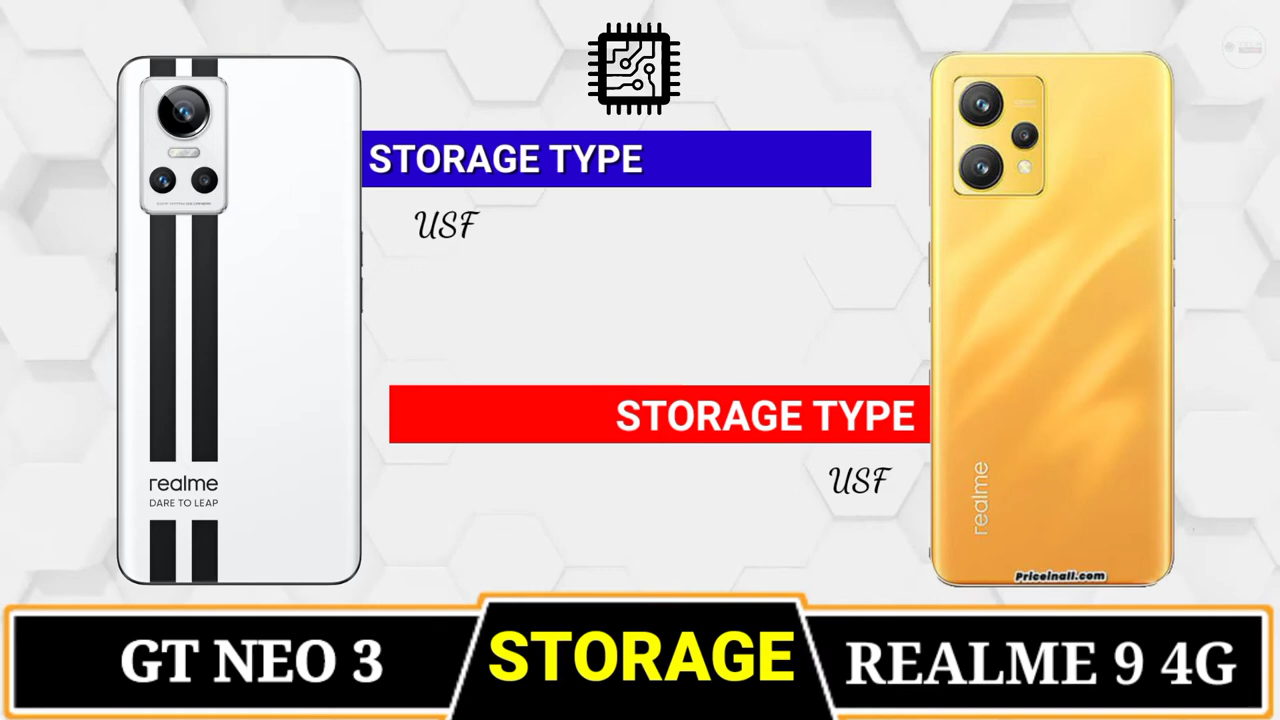 STORAGE TYPE
USF
STORAGE TYPE
USF
realme
DARE TO LEAP
realme
Priceinall.com
GT NEO 3
STORAGE
REALME 9 4G